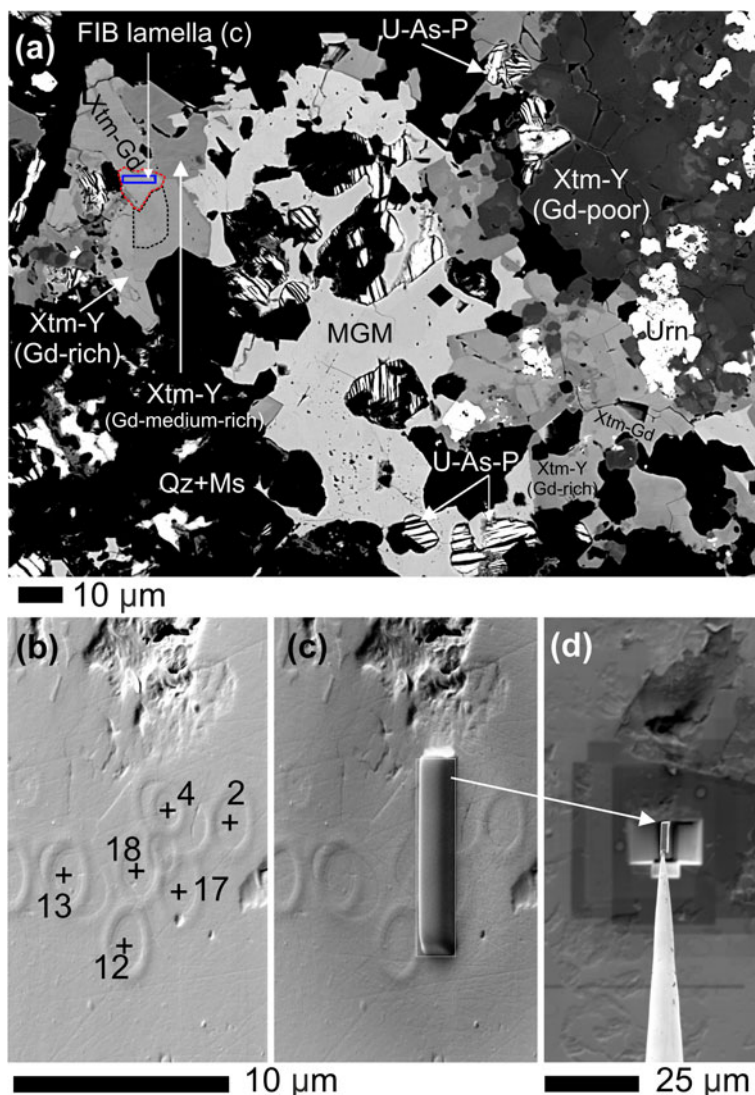 (a)
FIB lamella (c)
U-As-P
Xtm-Gd
Xtm-Y
(Gd-poor)
MGM
Urn
Xtm-Y
(Gd-rich)
Xtm-Y
(Gd-medium-rich)
Xtm-Gd
U-As-P
Xtm-Y
(Gd-rich)
Qz+Ms
10 µm
(b)
4
2
18
17
13
12
(c)
(d)
10 µm
25 µm